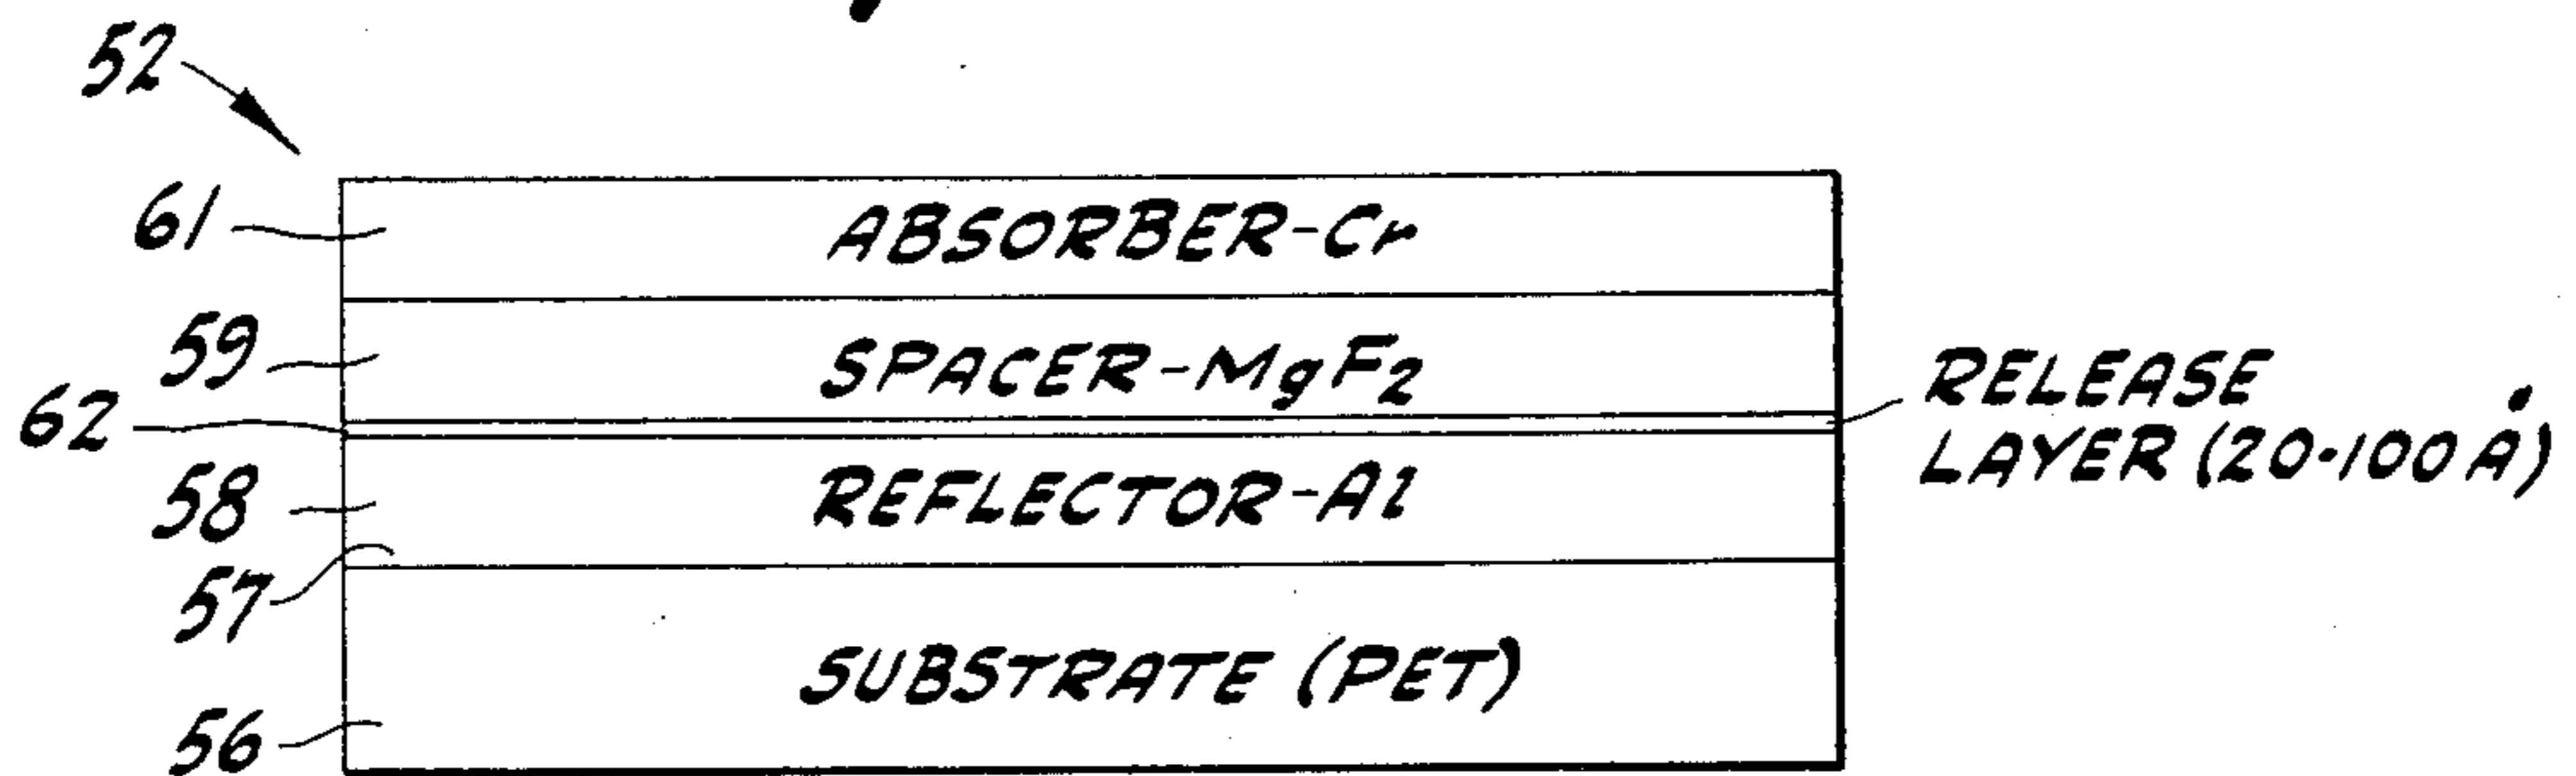 52
61
ABSORBER-Cr
59
SPACER-MgF2
62
RELEASE
LAYER (20-100 Å)
58
REFLECTOR-Al
57
SUBSTRATE (PET)
56